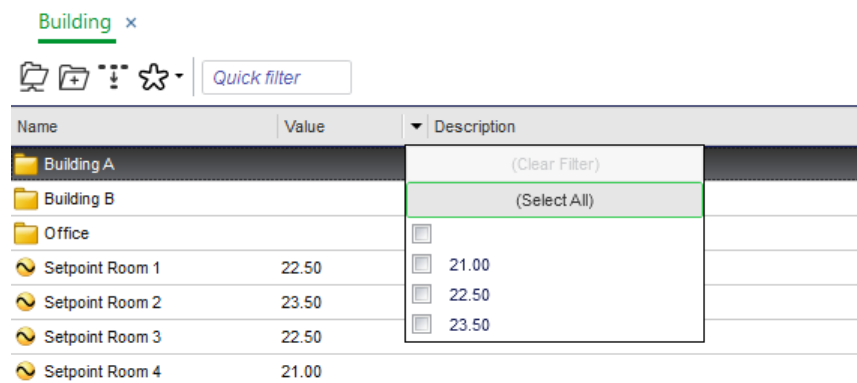 Building ×
Quick filter
Name Value Description
Building A
(Clear Filter)
Building B
(Select All)
Office
Setpoint Room 1 22.50
21.00
Setpoint Room 2 23.50
22.50
Setpoint Room 3 22.50
23.50
Setpoint Room 4 21.00